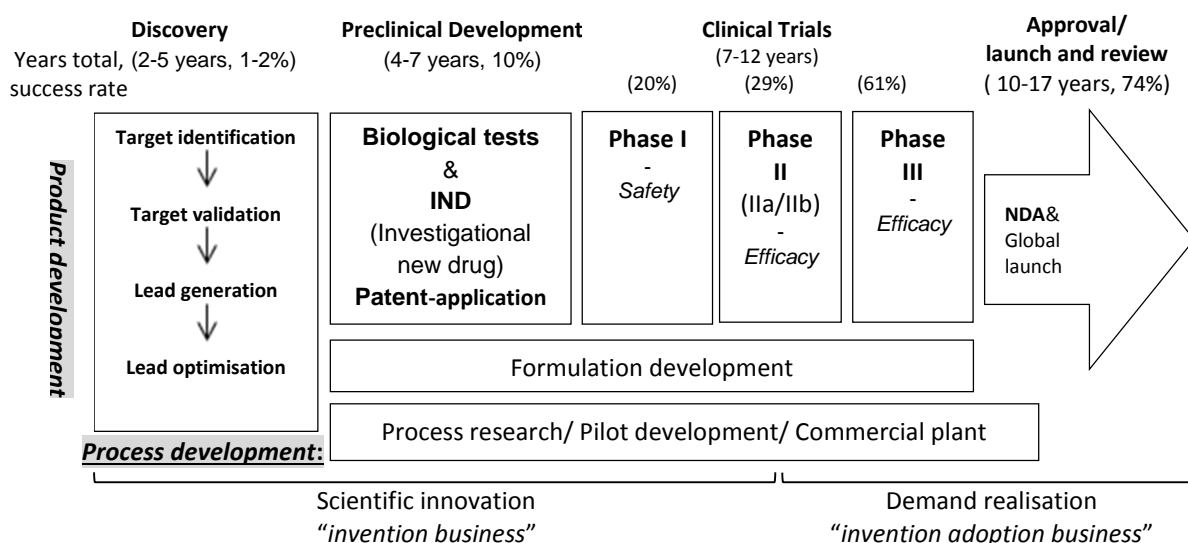 Discovery
Preclinical Development
Clinical Trials
Approval/
launch and review
Years total, (2-5 years, 1-2%)
success rate
(4-7 years, 10%)
(7-12 years)
( 10-17 years, 74%)
(20%)
(29%)
(61%)
Product development
Target identification
Target validation
Lead generation
Lead optimisation
Biological tests
&
IND
(Investigational
new drug)
Patent-application
Phase I
-
Safety
Phase
II
(IIa/IIb)
-
Efficacy
Phase
III
-
Efficacy
NDA&
Global
launch
Formulation development
Process development:
Process research/ Pilot development/ Commercial plant
Scientific innovation
“invention business”
Demand realisation
“invention adoption business”